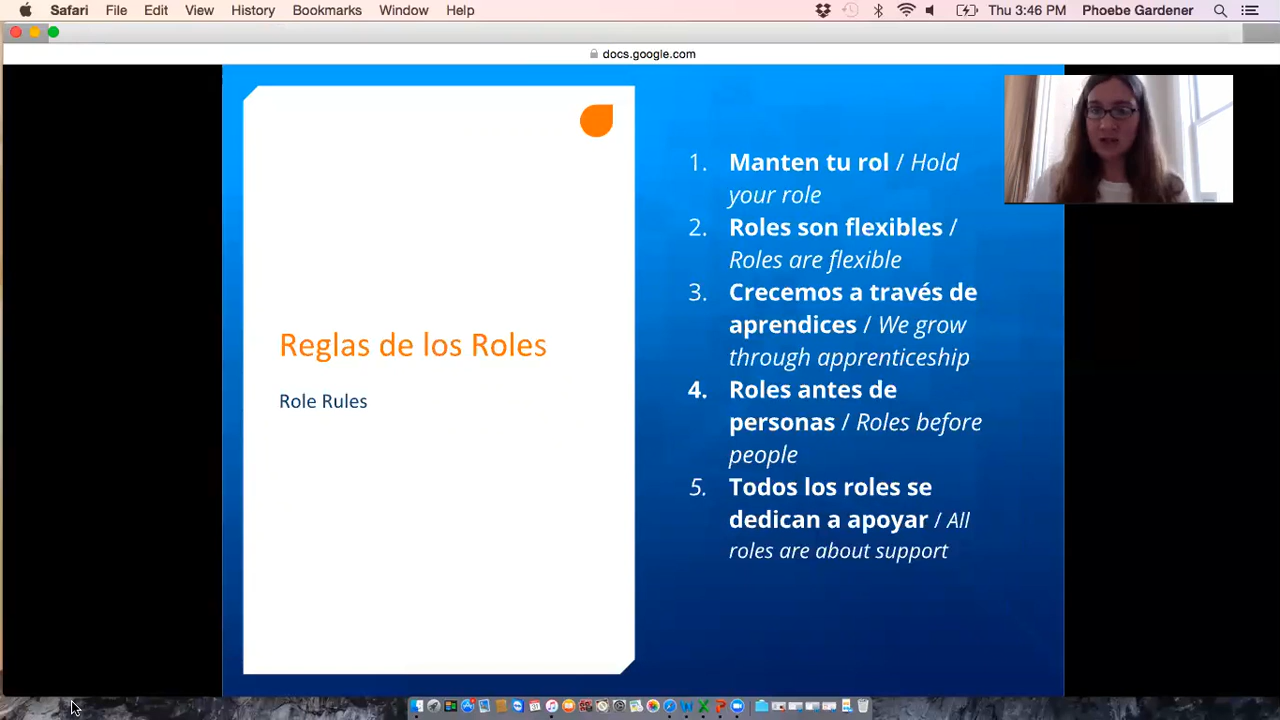 Safari File Edit View History Bookmarks Window Help Thu 3:46 PM Phoebe Gardener
docs.google.com
Reglas de los Roles
Role Rules
1. Manten tu rol / Hold
your role
2. Roles son flexibles /
Roles are flexible
3. Crecemos a través de
aprendices / We grow
through apprenticeship
4. Roles antes de
personas / Roles before
people
5. Todos los roles se
dedican a apoyar / All
roles are about support